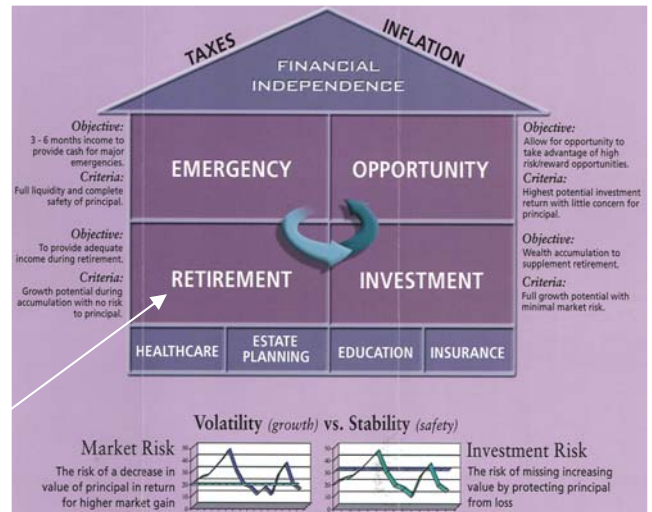 TAXES
INFLATION
FINANCIAL
INDEPENDENCE
Objective:
3 - 6 months income to
provide cash for major
emergencies.
Criteria:
Full liquidity and complete
safety of principal.
EMERGENCY
OPPORTUNITY
Objective:
Allow for opportunity to
take advantage of high
risk/reward opportunities.
Criteria:
Highest potential investment
return with little concern for
principal.
Objective:
To provide adequate
income during retirement.
Criteria:
Growth potential during
accumulation with no risk
to principal.
RETIREMENT
INVESTMENT
Objective:
Wealth accumulation to
supplement retirement.
Criteria:
Full growth potential with
minimal market risk.
HEALTHCARE
ESTATE
PLANNING
EDUCATION
INSURANCE
Volatility (growth) vs. Stability (safety)
Market Risk
The risk of a decrease in
value of principal in return
for higher market gain
Investment Risk
The risk of missing increasing
value by protecting principal
from loss